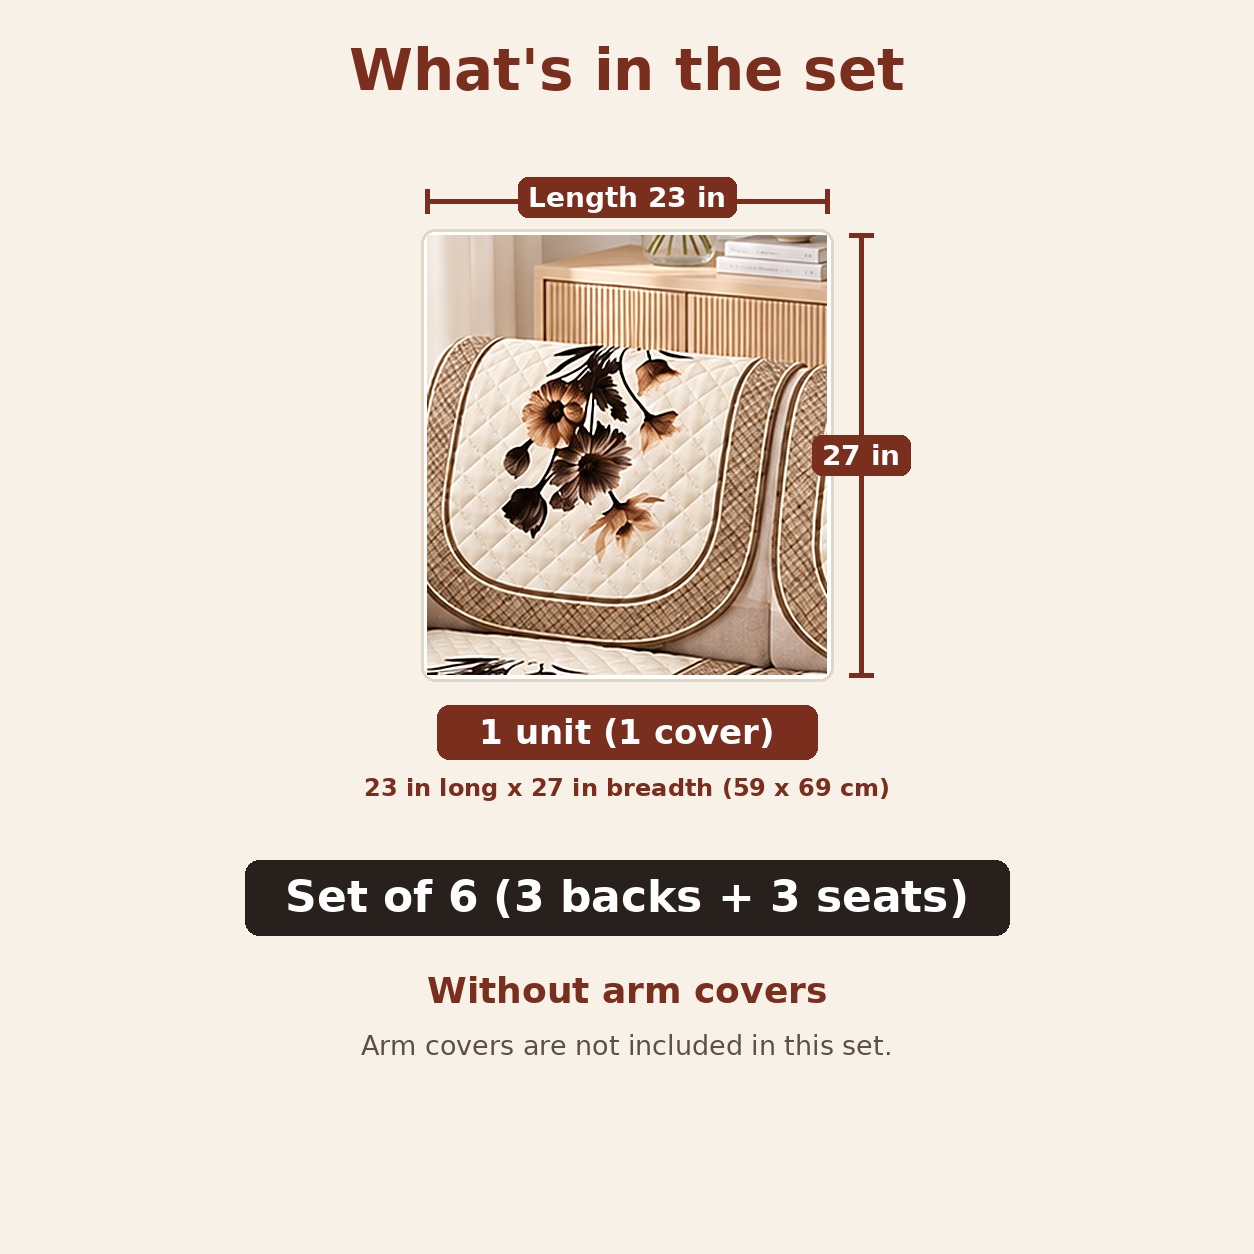 What's in the set
Length 23 in
27 in
1 unit (1 cover)
23 in long x 27 in breadth (59 x 69 cm)
Set of 6 (3 backs + 3 seats)
Without arm covers
Arm covers are not included in this set.